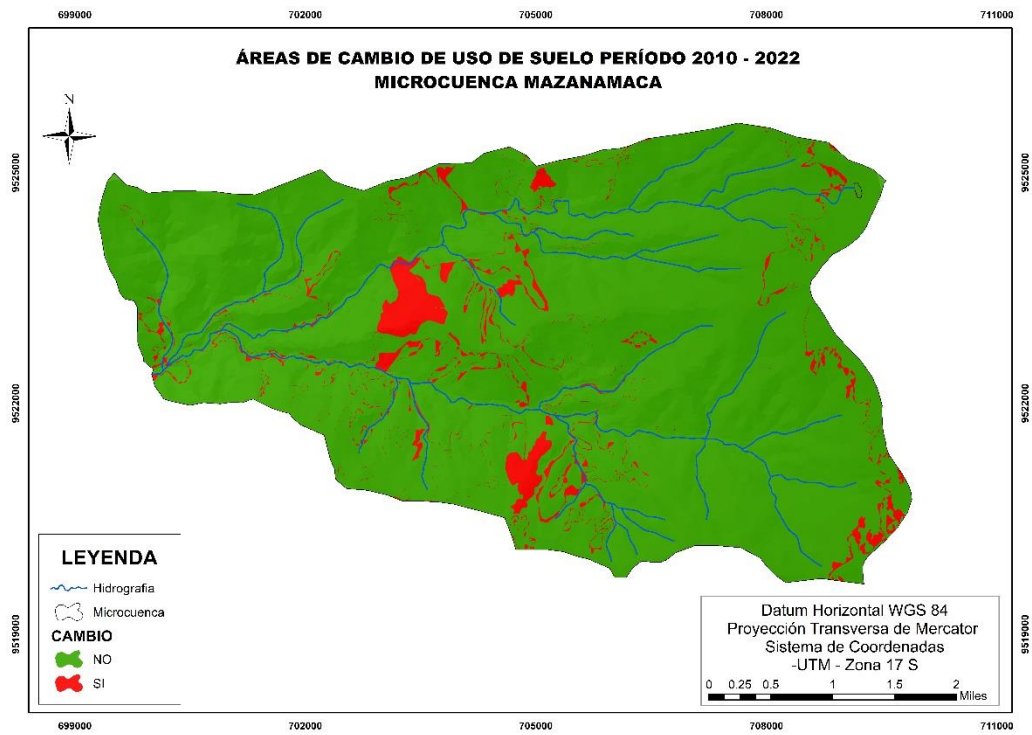 699000 702000 705000 708000 711000
ÁREAS DE CAMBIO DE USO DE SUELO PERÍODO 2010 - 2022
MICROCUENCA MAZANAMACA
N
9525000 9525000
9522000 9522000
9519000 9519000
LEYENDA
Hidrografia
Microcuenca
CAMBIO
NO
SI
Datum Horizontal WGS 84
Proyección Transversa de Mercator
Sistema de Coordenadas
-UTM - Zona 17 S
0 0.25 0.5 1 1.5 2
Miles
699000 702000 705000 708000 711000